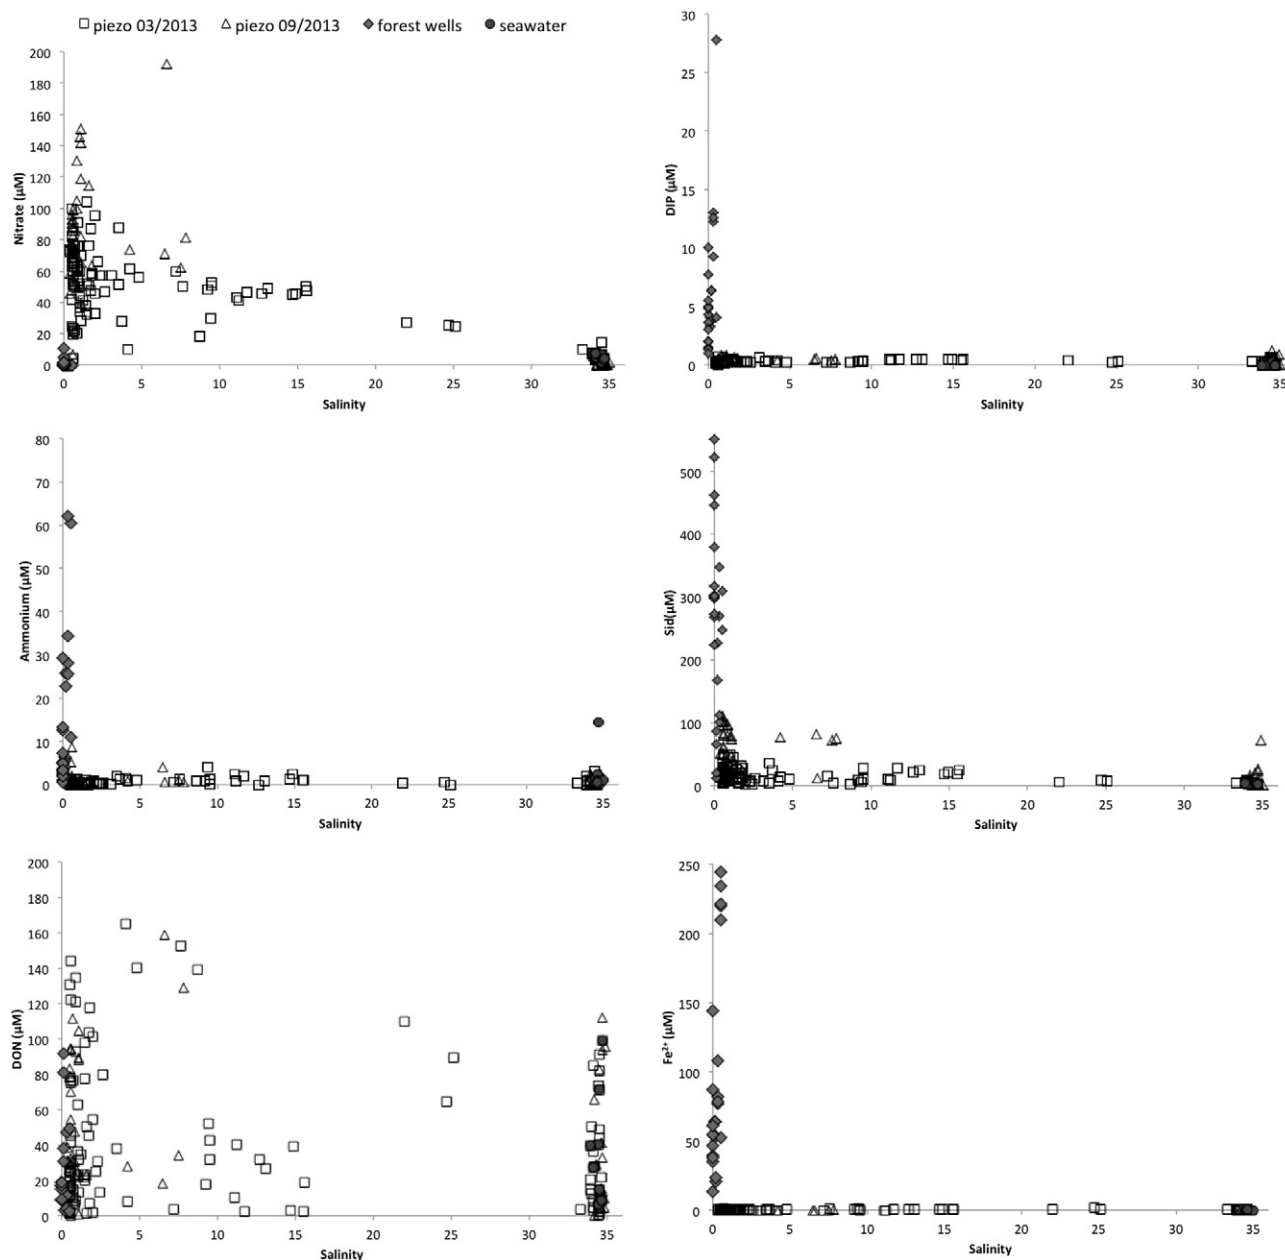 piezo 03/2013 piezo 09/2013 forest wells seawater
200
180
160
140
120
100
80
60
40
20
0
Nitrate (µM)
0 5 10 15 20 25 30 35
Salinity
30
25
20
15
10
5
0
DIP (µM)
0 5 10 15 20 25 30 35
Salinity
80
70
60
50
40
30
20
10
0
Ammonium (µM)
0 5 10 15 20 25 30 35
Salinity
500
400
300
200
100
0
Sid(µM)
0 5 10 15 20 25 30 35
Salinity
200
180
160
140
120
100
80
60
40
20
0
DON (µM)
0 5 10 15 20 25 30 35
Salinity
250
200
150
100
50
0
Fe²⁺ (µM)
0 5 10 15 20 25 30 35
Salinity